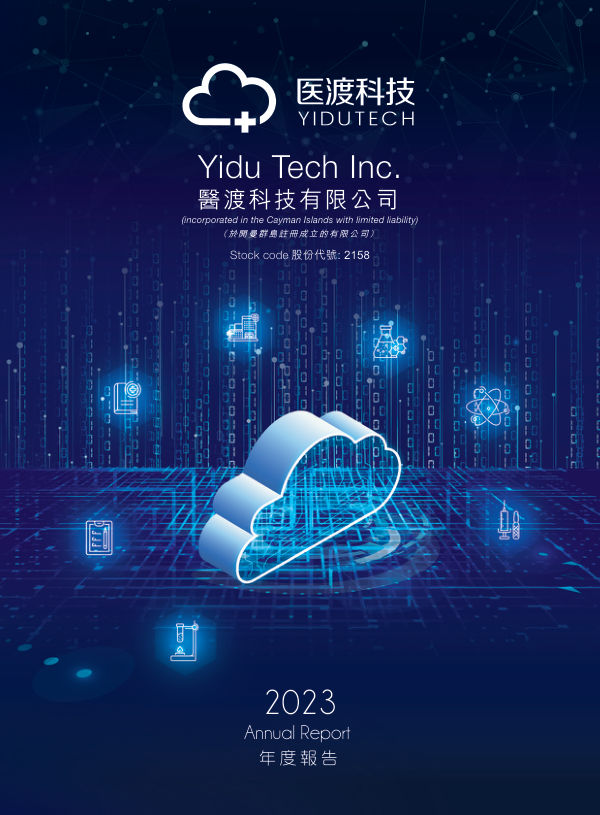 医渡科技
YIDUTECH
Yidu Tech Inc.
醫渡科技有限公司
(incorporated in the Cayman Islands with limited liability)
（於開曼群島註冊成立的有限公司）
Stock code 股份代號: 2158
2023
Annual Report
年度報告